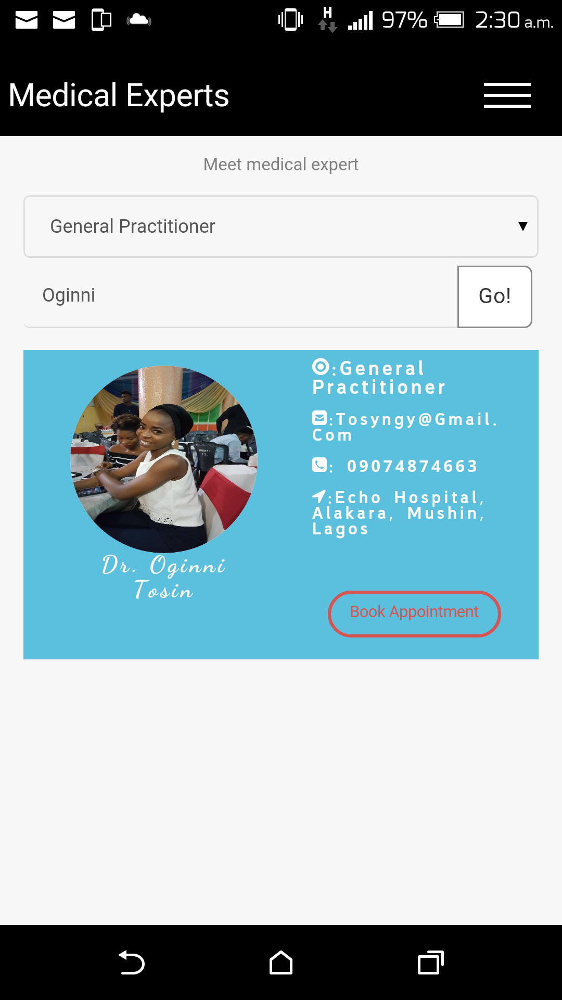 H
97%
2:30 a.m.
Medical Experts
Meet medical expert
General Practitioner
Oginni
Go!
:General
Practitioner
:Tosyngy@Gmail.
Com
: 09074874663
:Echo Hospital,
Alakara, Mushin,
Lagos
Dr. Oginni
Tosin
Book Appointment